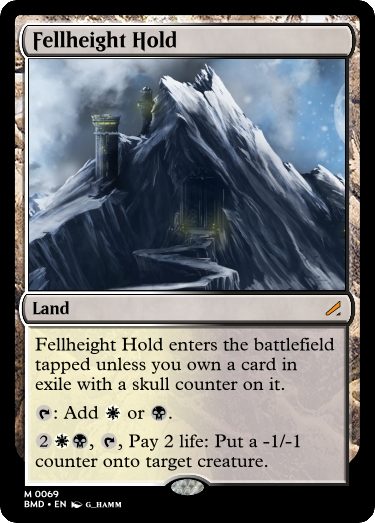 Fellheight Hold
Land
Fellheight Hold enters the battlefield
tapped unless you own a card in
exile with a skull counter on it.
: Add or .
2 , , Pay 2 life: Put a -1/-1
counter onto target creature.
M 0069
BMD • EN G_HAMM